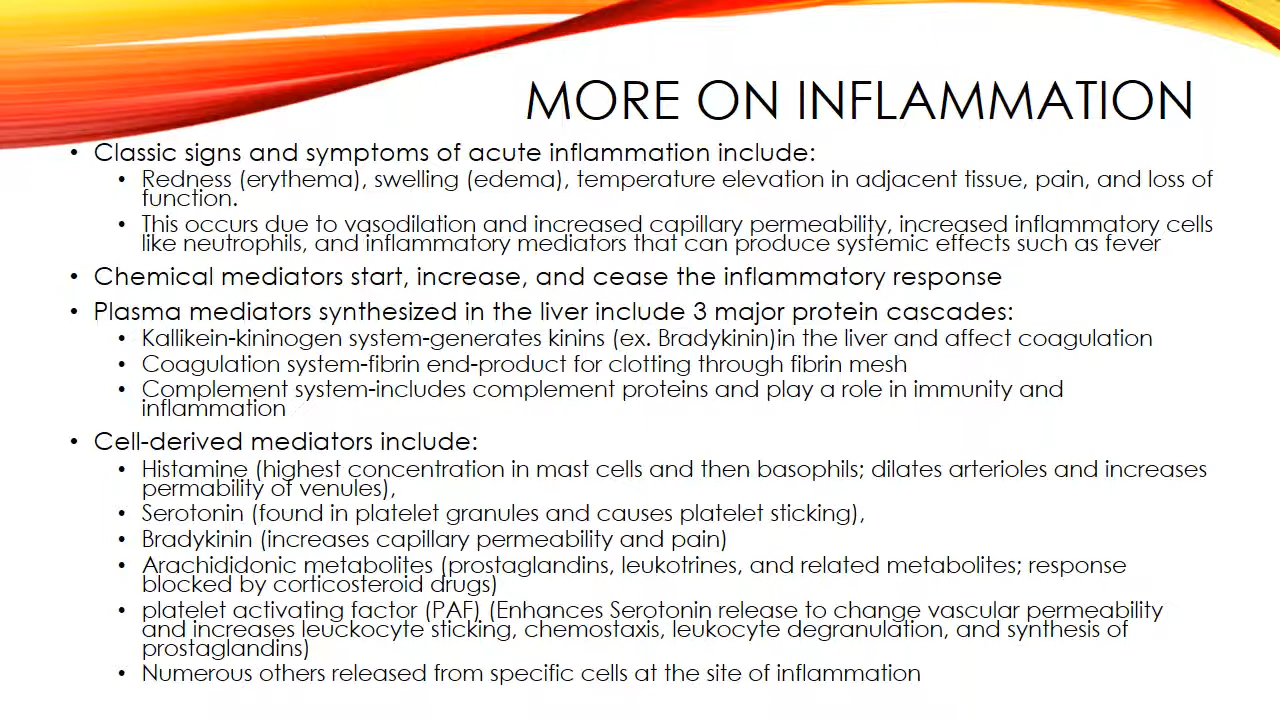 MORE ON INFLAMMATION
• Classic signs and symptoms of acute inflammation include:
• Redness (erythema), swelling (edema), temperature elevation in adjacent tissue, pain, and loss of
function.
• This occurs due to vasodilation and increased capillary permeability, increased inflammatory cells
like neutrophils, and inflammatory mediators that can produce systemic effects such as fever
• Chemical mediators start, increase, and cease the inflammatory response
• Plasma mediators synthesized in the liver include 3 major protein cascades:
• Kallikein-kininogen system-generates kinins (ex. Bradykinin)in the liver and affect coagulation
• Coagulation system-fibrin end-product for clotting through fibrin mesh
• Complement system-includes complement proteins and play a role in immunity and
inflammation
• Cell-derived mediators include:
• Histamine (highest concentration in mast cells and then basophils; dilates arterioles and increases
permability of venules),
• Serotonin (found in platelet granules and causes platelet sticking),
• Bradykinin (increases capillary permeability and pain)
• Arachididonic metabolites (prostaglandins, leukotrines, and related metabolites; response
blocked by corticosteroid drugs)
• platelet activating factor (PAF) (Enhances Serotonin release to change vascular permeability
and increases leuckocyte sticking, chemostaxis, leukocyte degranulation, and synthesis of
prostaglandins)
• Numerous others released from specific cells at the site of inflammation